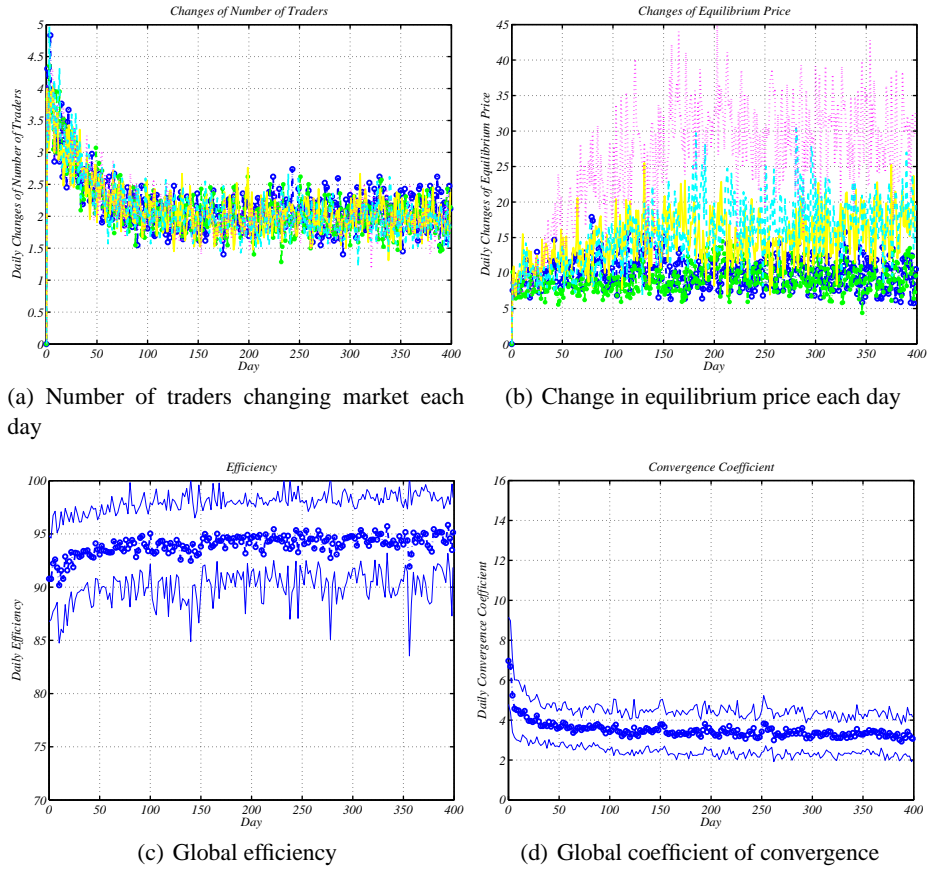 Changes of Number of Traders
5
4.5
4
3.5
3
2.5
2
1.5
1
0.5
0
Daily Changes of Number of Traders
0 50 100 150 200 250 300 350 400
Day
(a) Number of traders changing market each
day
Changes of Equilibrium Price
45
40
35
30
25
20
15
10
5
0
Daily Changes of Equilibrium Price
0 50 100 150 200 250 300 350 400
Day
(b) Change in equilibrium price each day
Efficiency
100
95
90
85
80
75
70
Daily Efficiency
0 50 100 150 200 250 300 350 400
Day
(c) Global efficiency
Convergence Coefficient
16
14
12
10
8
6
4
2
0
Daily Convergence Coefficient
0 50 100 150 200 250 300 350 400
Day
(d) Global coefficient of convergence